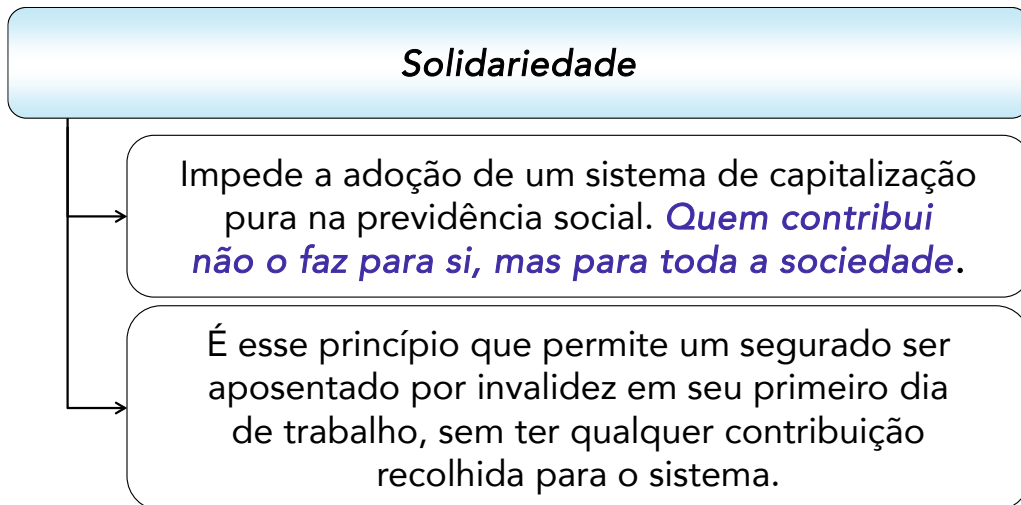 Solidariedade
Impede a adoção de um sistema de capitalização
pura na previdência social. Quem contribui
não o faz para si, mas para toda a sociedade.
É esse princípio que permite um segurado ser
aposentado por invalidez em seu primeiro dia
de trabalho, sem ter qualquer contribuição
recolhida para o sistema.